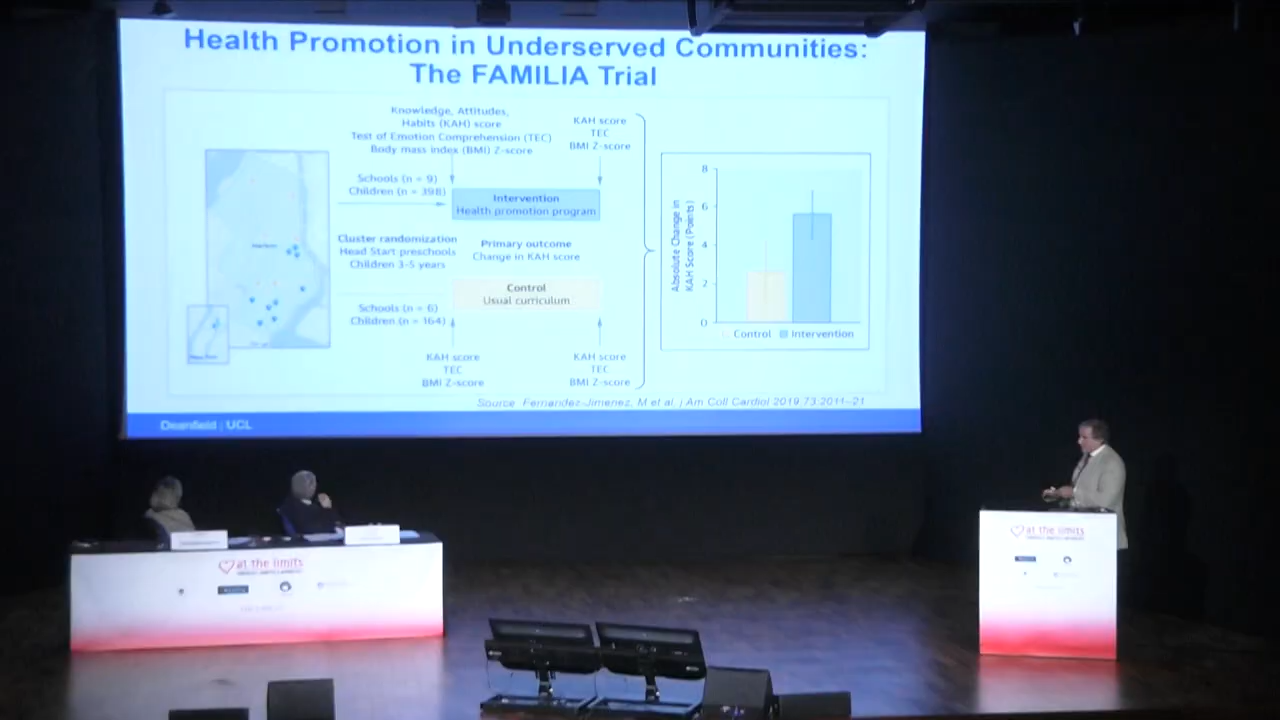 Health Promotion in Underserved Communities:
The FAMILIA Trial
Knowledge, Attitudes,
Habits (KAH) score
Test of Emotion Comprehension (TEC)
Body mass index (BMI) Z-score
KAH score
TEC
BMI Z-score
Schools (n = 9)
Children (n = 398)
Intervention
Health promotion program
Cluster randomization
Head Start preschools
Children 3-5 years
Primary outcome
Change in KAH score
Control
Usual curriculum
Schools (n = 6)
Children (n = 164)
KAH score
TEC
BMI Z-score
KAH score
TEC
BMI Z-score
Absolute Change in
KAH Score (Points)
8
6
4
2
0
Control
Intervention
Source Fernandez-Jimenez, M et al. J Am Coll Cardiol 2019;73:2011–21
Deanfield : UCL
at the limits
at the limits